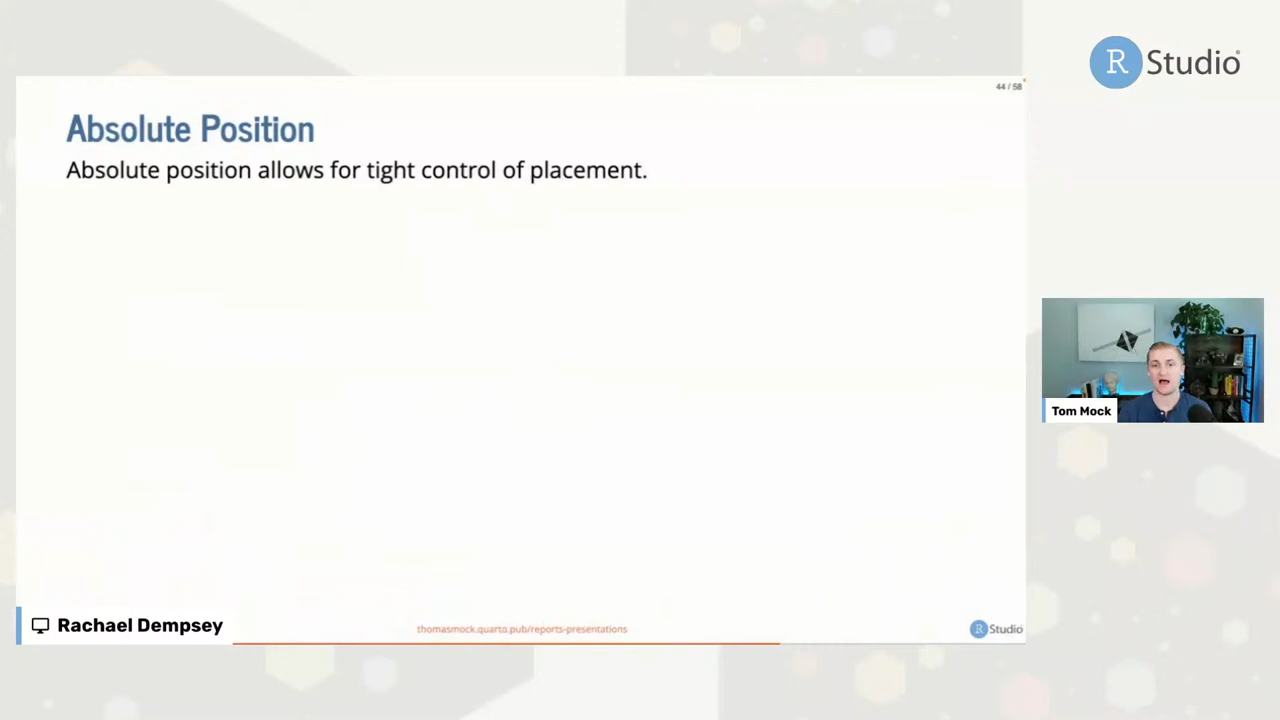 R Studio
44 / 58
Absolute Position
Absolute position allows for tight control of placement.
Tom Mock
Rachael Dempsey
thomasmock.quarto.pub/reports-presentations
R Studio